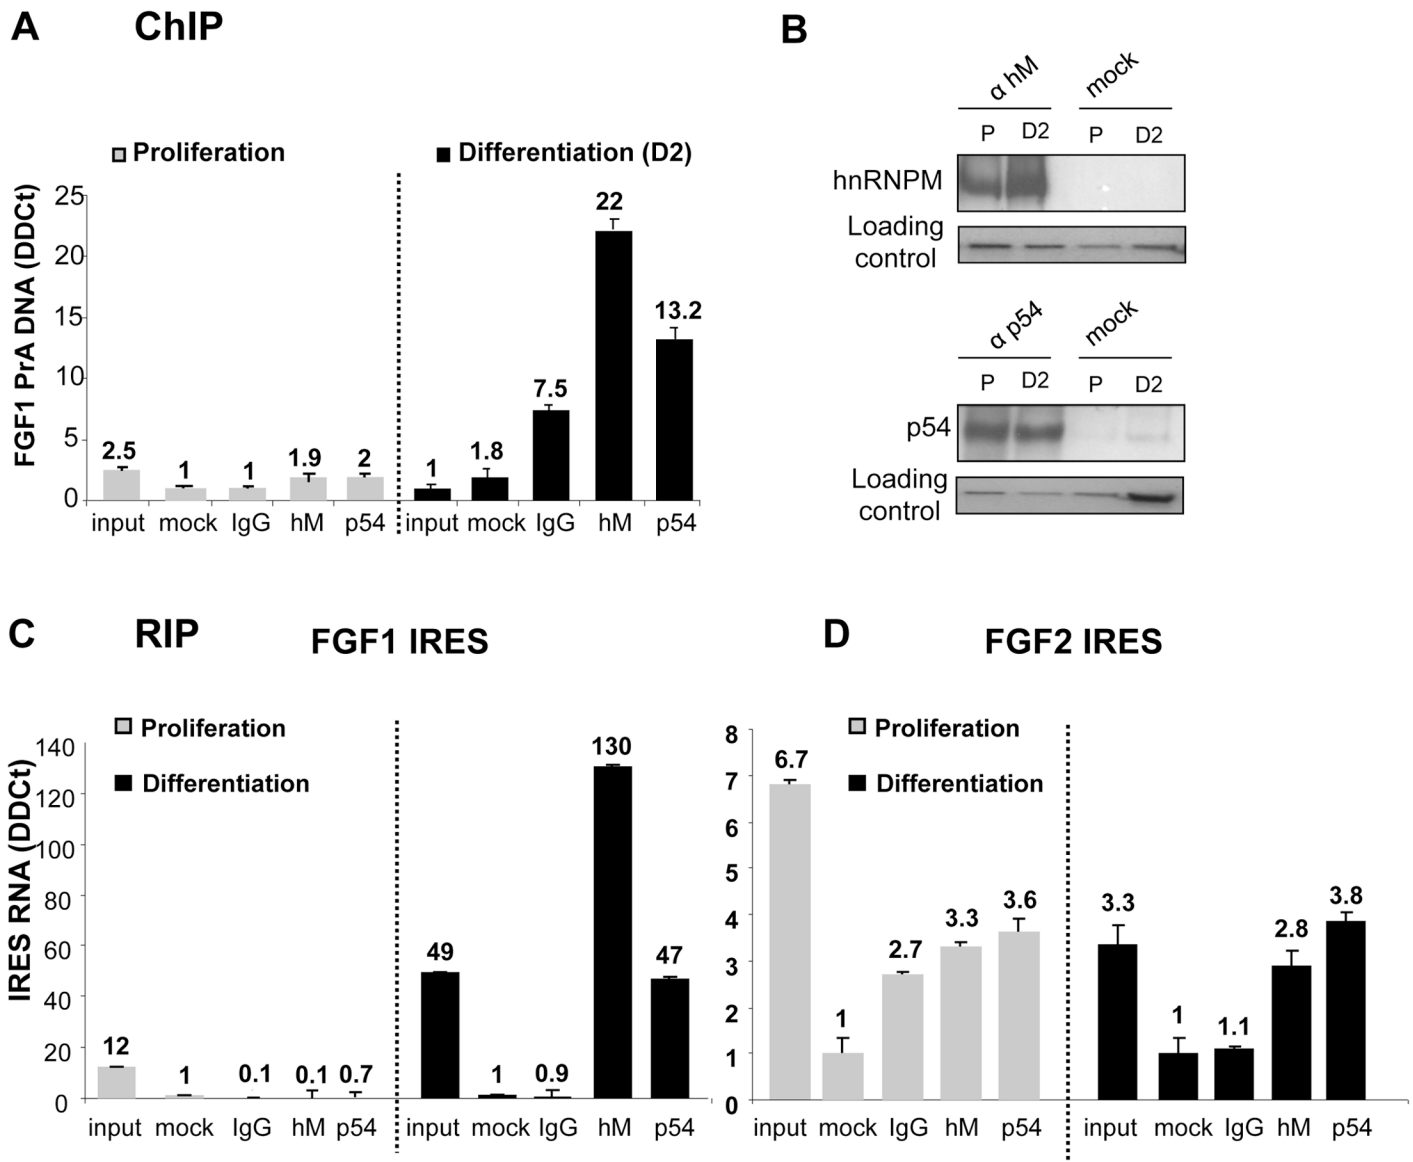 A ChIP
Proliferation Differentiation (D2)
FGF1 PrA DNA (DDCt)
25
20
15
10
5
0
2.5 1 1 1.9 2 1 1.8 7.5 22 13.2
input mock IgG hM p54 input mock IgG hM p54
B
α hM mock
P D2 P D2
hnRNPM
Loading
control
α p54 mock
P D2 P D2
p54
Loading
control
C RIP FGF1 IRES
Proliferation
Differentiation
IRES RNA (DDCt)
140
120
100
80
60
40
20
0
12 1 0.1 0.1 0.7 49 1 0.9 130 47
input mock IgG hM p54 input mock IgG hM p54
D FGF2 IRES
Proliferation
Differentiation
8
7
6
5
4
3
2
1
0
6.7 1 2.7 3.3 3.6 3.3 1 1.1 2.8 3.8
input mock IgG hM p54 input mock IgG hM p54